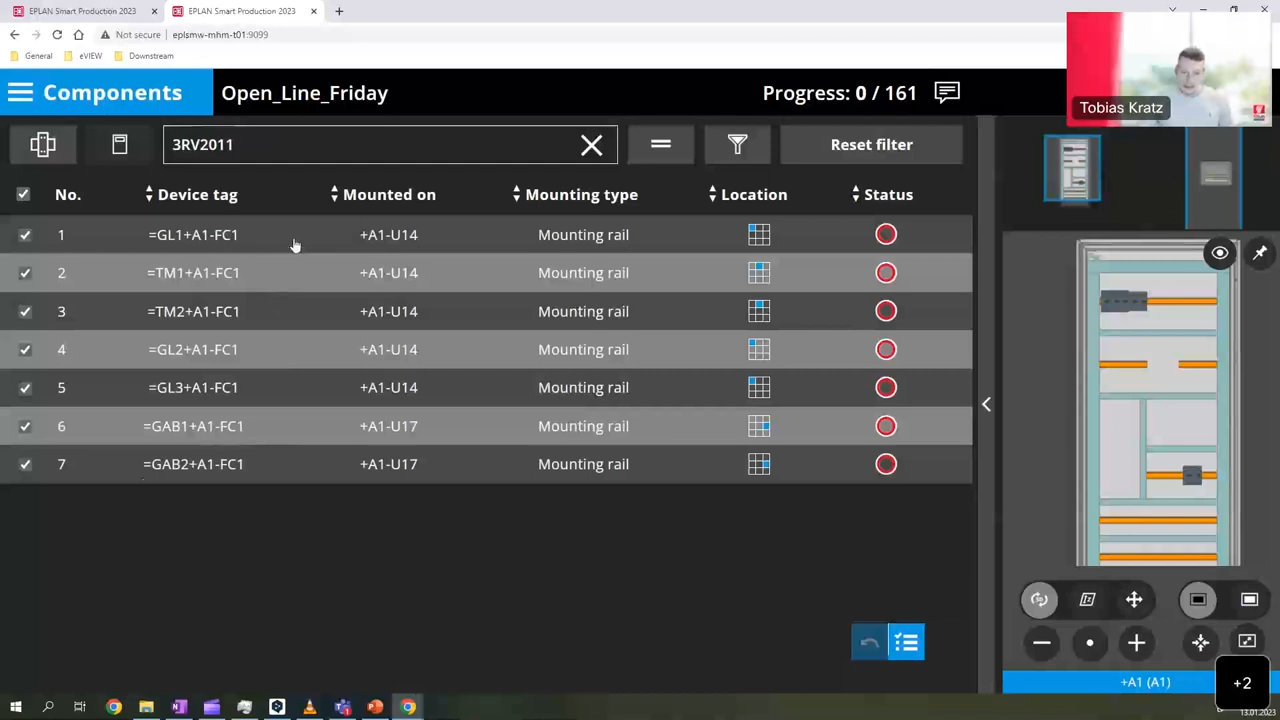 EPLAN Smart Production 2023
EPLAN Smart Production 2023
Not secure
eplsmw-mhm-t01:9099
General
eVIEW
Downstream
Components
Open_Line_Friday
Progress: 0 / 161
Tobias Kratz
3RV2011
Reset filter
No.
Device tag
Mounted on
Mounting type
Location
Status
1
=GL1+A1-FC1
+A1-U14
Mounting rail
2
=TM1+A1-FC1
+A1-U14
Mounting rail
3
=TM2+A1-FC1
+A1-U14
Mounting rail
4
=GL2+A1-FC1
+A1-U14
Mounting rail
5
=GL3+A1-FC1
+A1-U14
Mounting rail
6
=GAB1+A1-FC1
+A1-U17
Mounting rail
7
=GAB2+A1-FC1
+A1-U17
Mounting rail
+A1 (A1)
+2
13.01.2023